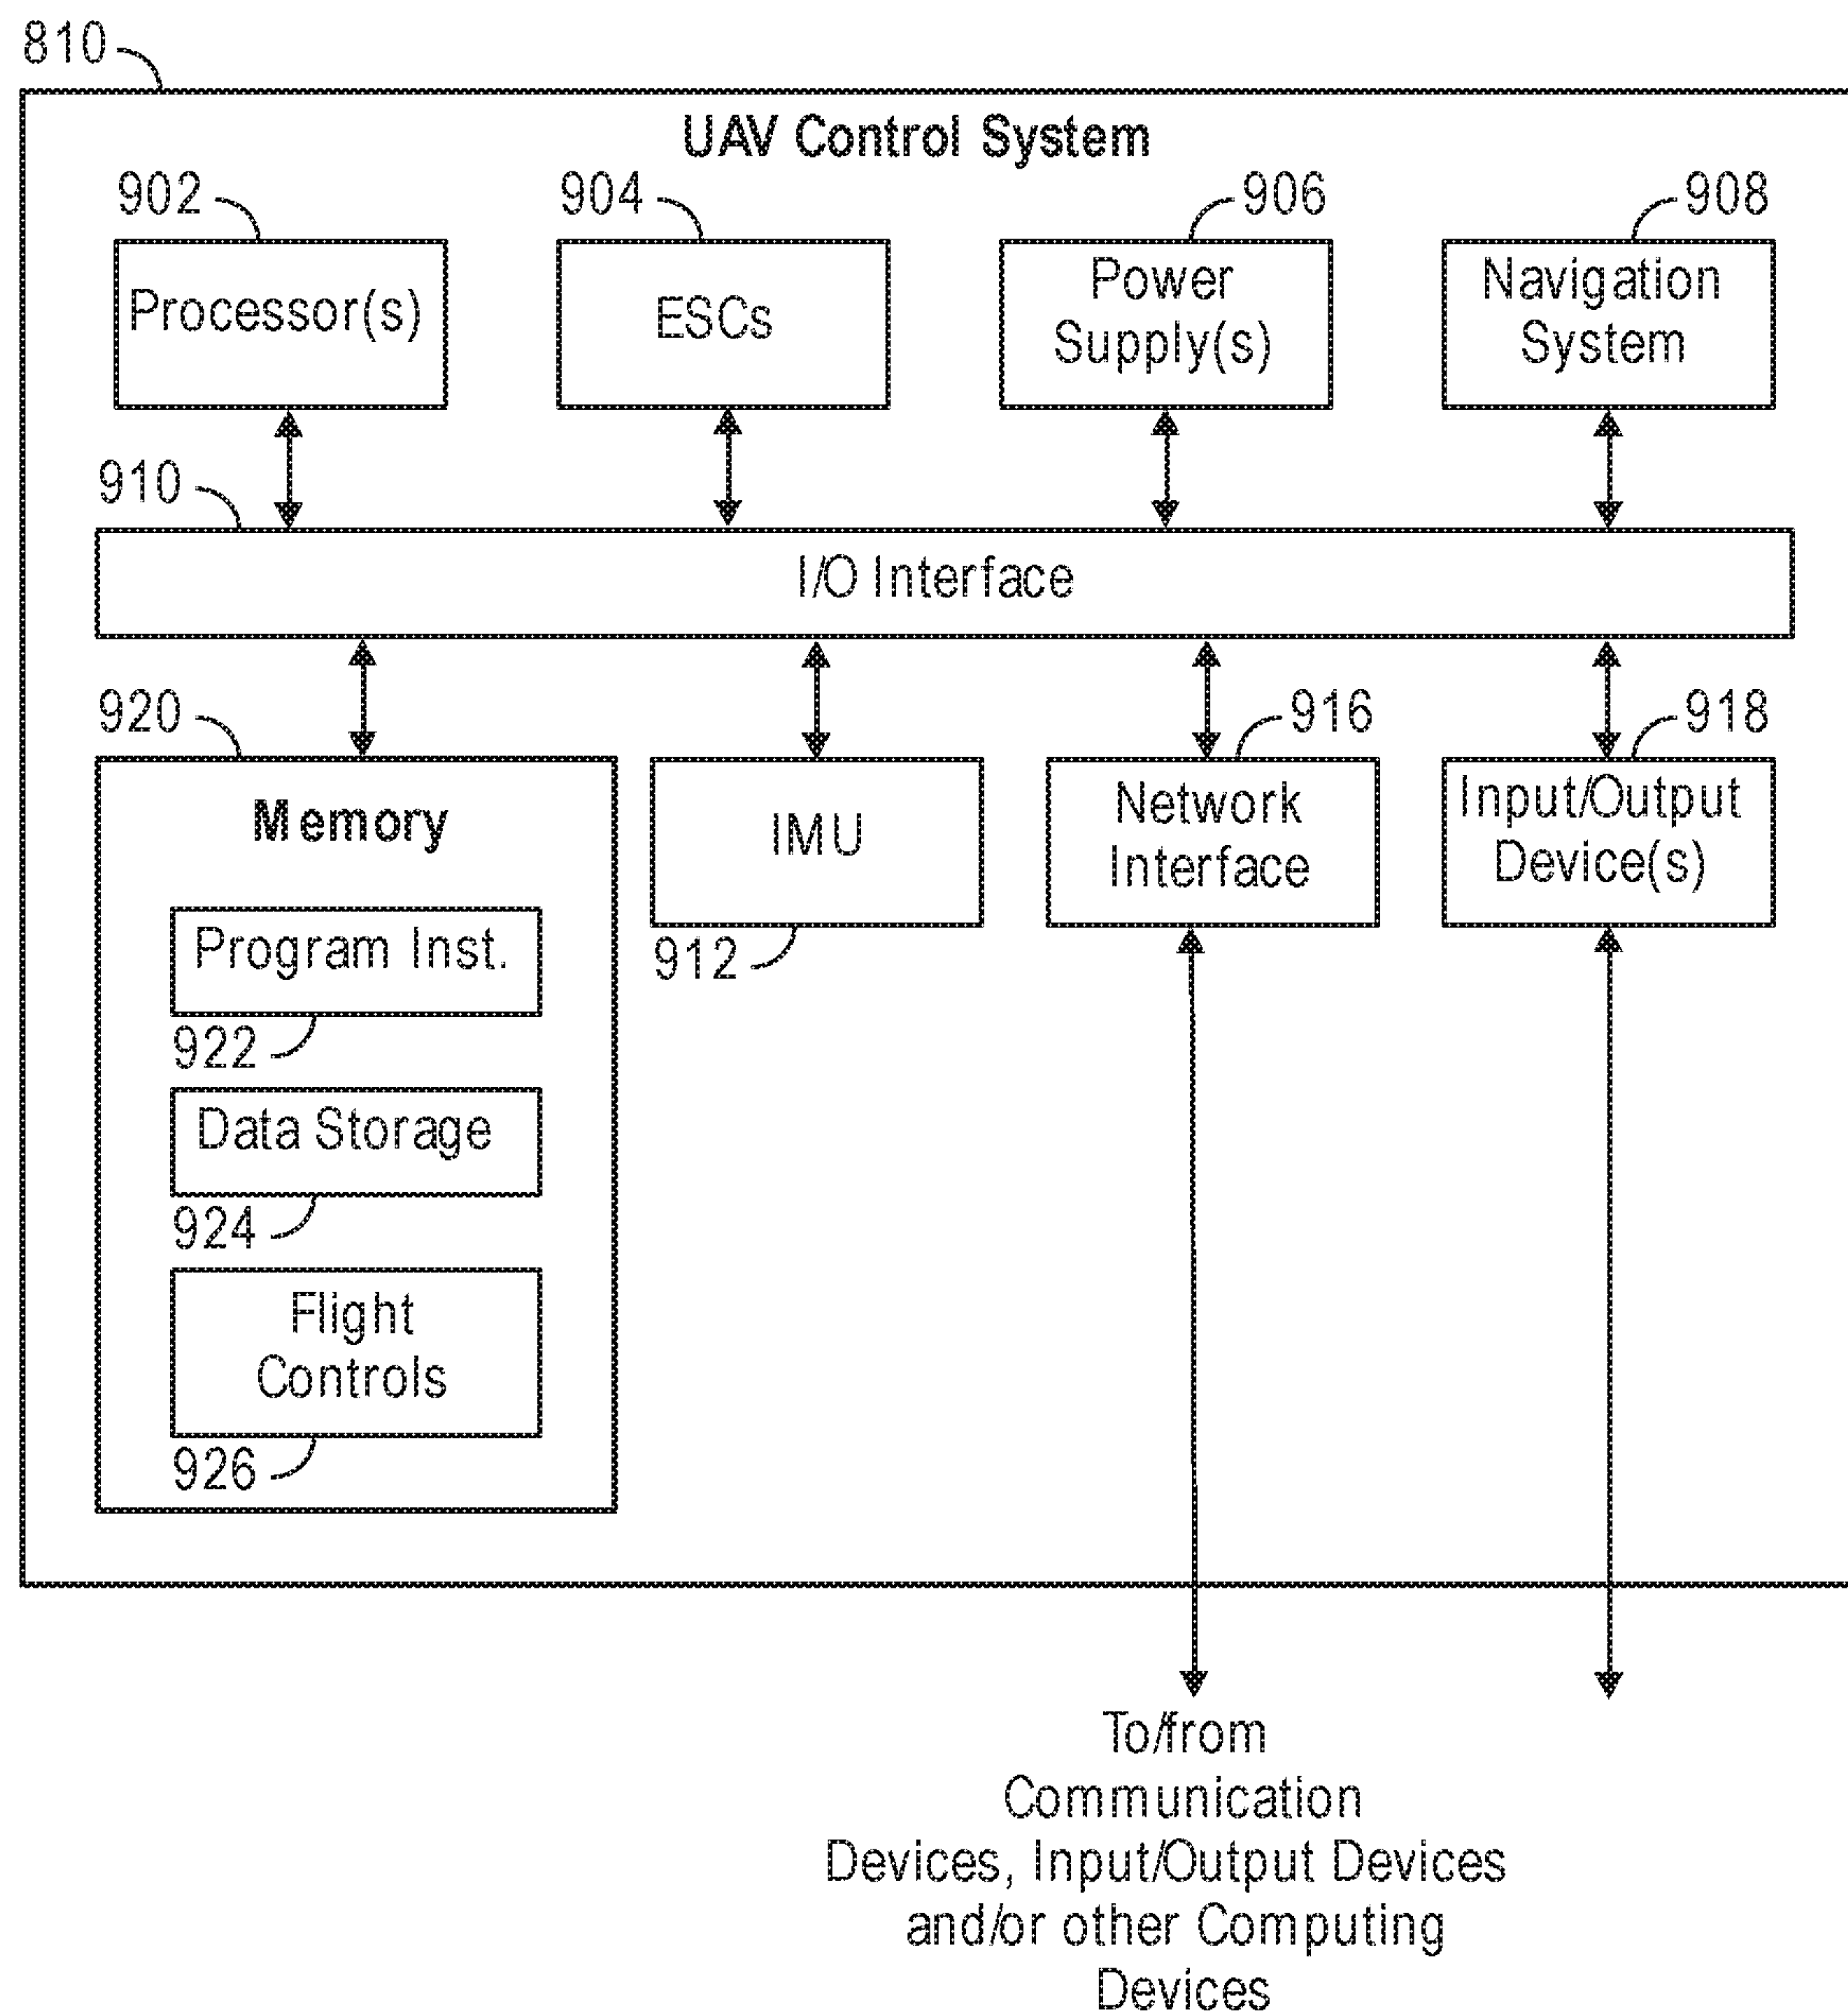 810
UAV Control System
902
904
906
908
Processor(s)
ESCs
Power
Supply(s)
Navigation
System
910
I/O Interface
920
916
918
Memory
IMU
Network
Interface
Input/Output
Device(s)
912
Program Inst.
922
Data Storage
924
Flight
Controls
926
To/from
Communication
Devices, Input/Output Devices
and/or other Computing
Devices